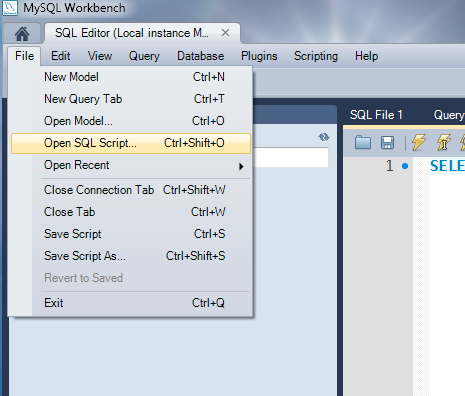 MySQL Workbench
SQL Editor (Local instance M...
File Edit View Query Database Plugins Scripting Help
New Model Ctrl+N
New Query Tab Ctrl+T
Open Model... Ctrl+O
Open SQL Script... Ctrl+Shift+O
Open Recent
Close Connection Tab Ctrl+Shift+W
Close Tab Ctrl+W
Save Script Ctrl+S
Save Script As... Ctrl+Shift+S
Revert to Saved
Exit Ctrl+Q
SQL File 1 Query
1 SELE